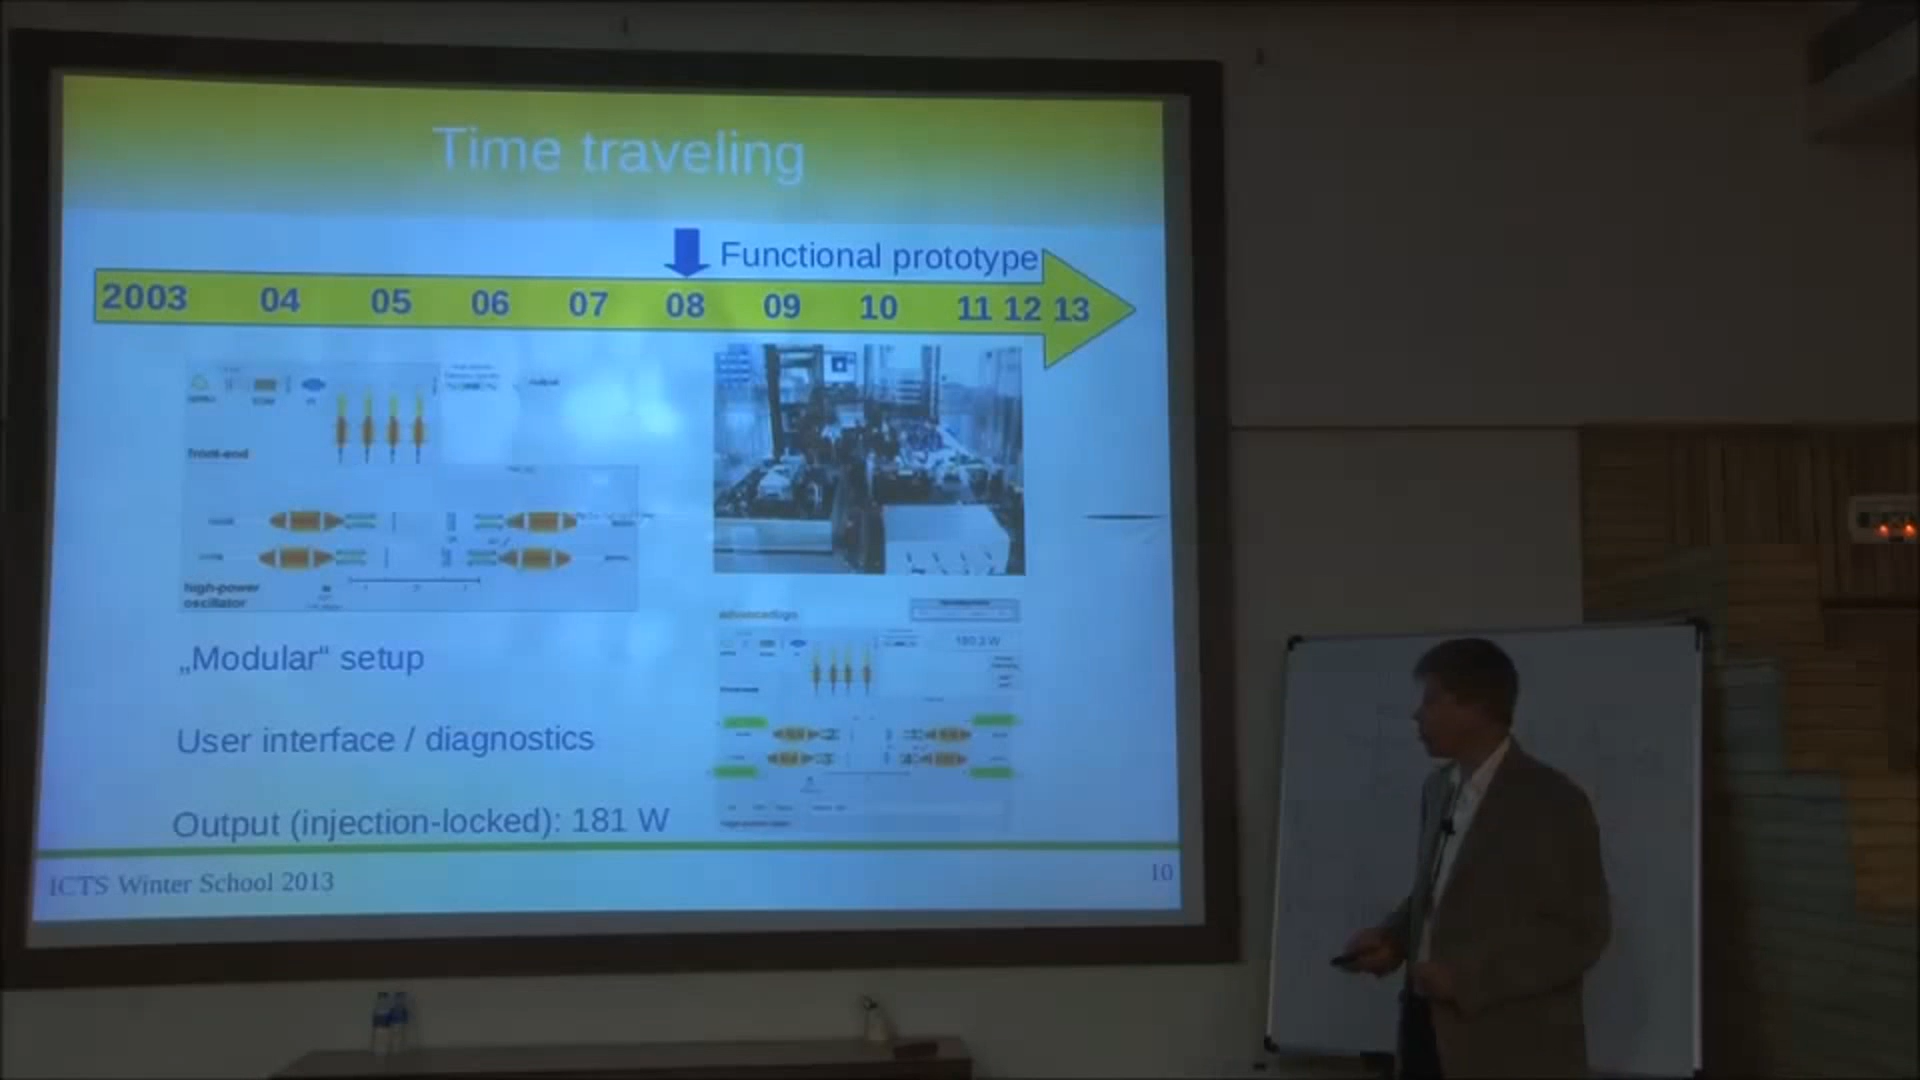 Time traveling
Functional prototype
2003 04 05 06 07 08 09 10 11 12 13
output
front-end
high-power
oscillator
„Modular“ setup
User interface / diagnostics
Output (injection-locked): 181 W
ICTS Winter School 2013
10